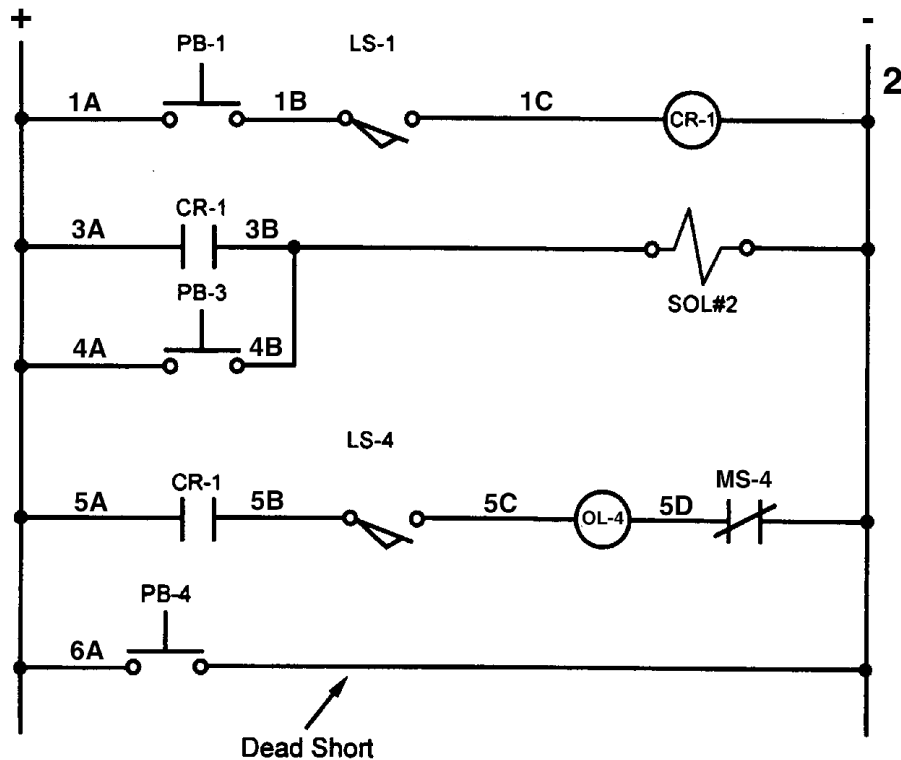 + -
PB-1 LS-1
2
1A 1B 1C CR-1
CR-1
3A 3B
PB-3 SOL#2
4A 4B
LS-4
CR-1 MS-4
5A 5B 5C OL-4 5D
PB-4
6A
Dead Short